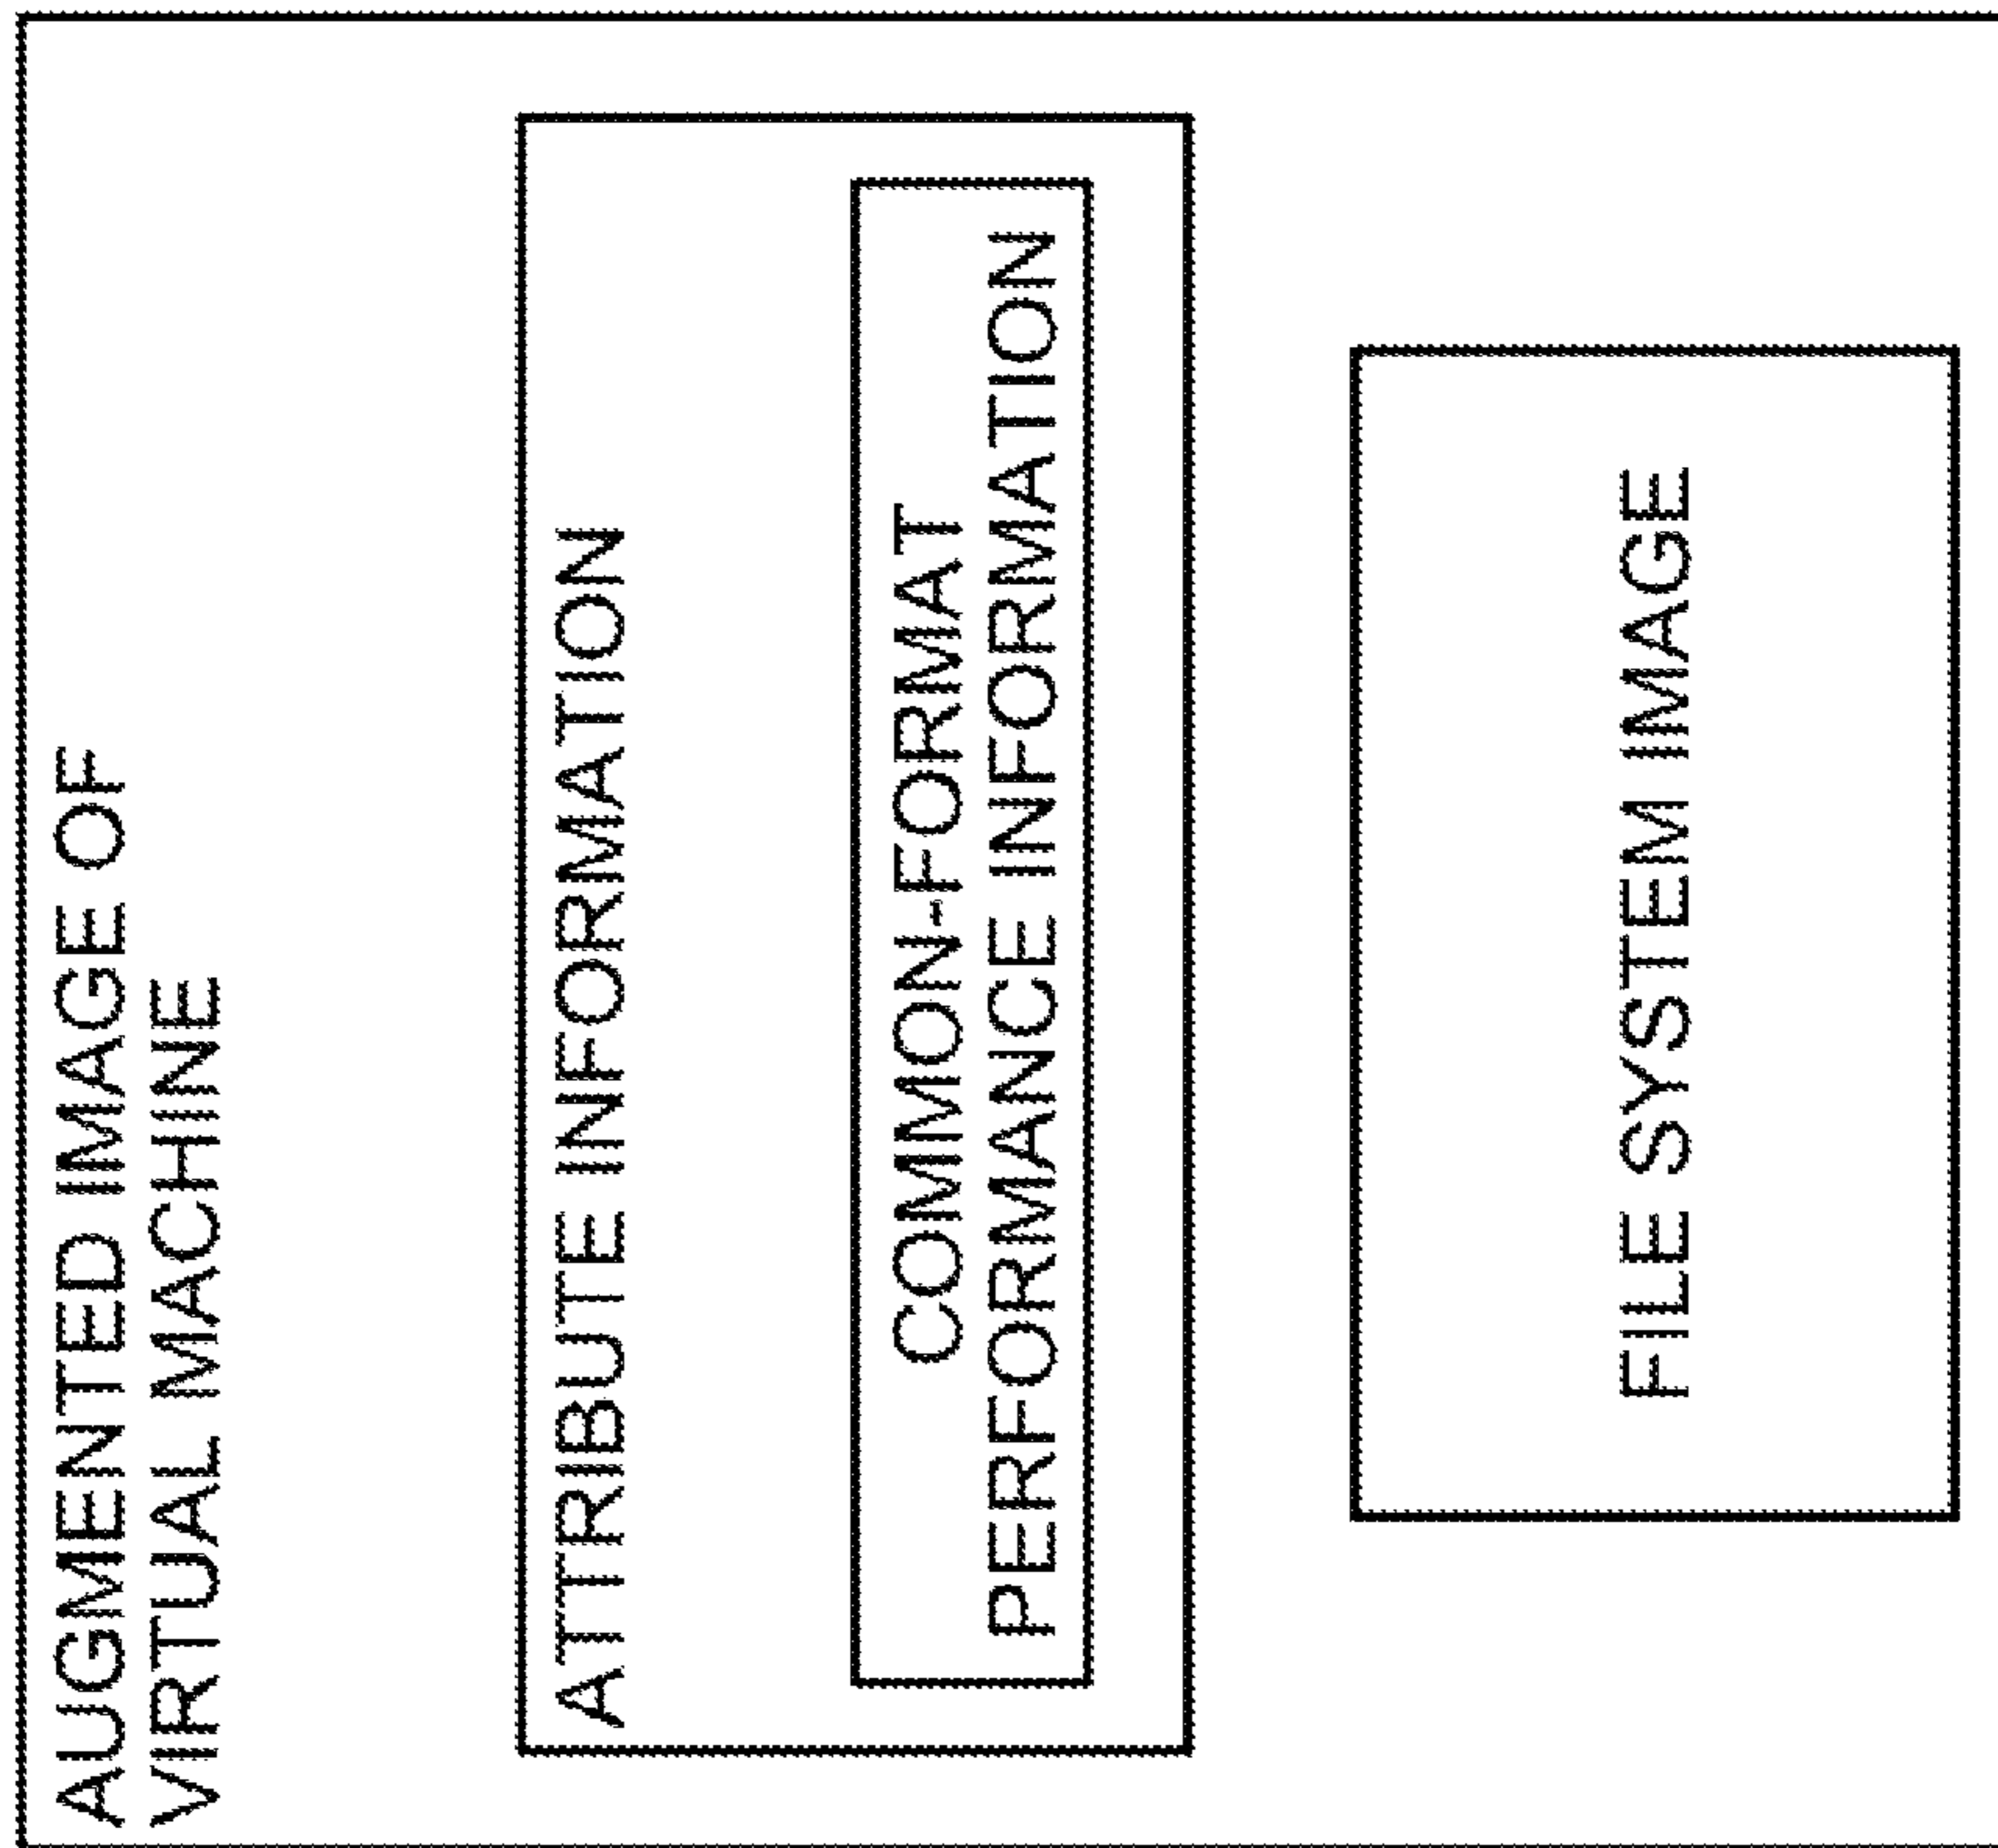 AUGMENTED IMAGE OF
VIRTUAL MACHINE
ATTRIBUTE INFORMATION
COMMON-FORMAT
PERFORMANCE INFORMATION
FILE SYSTEM IMAGE